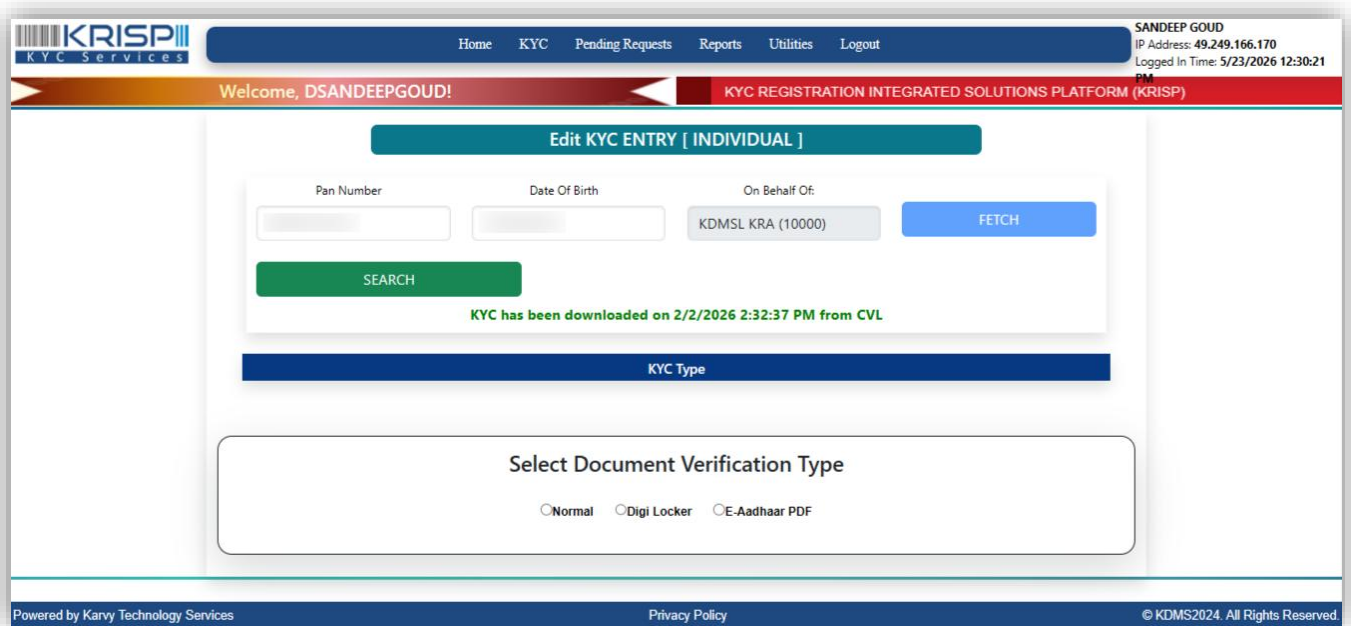 KRISP
KYC Services
Home KYC Pending Requests Reports Utilities Logout
SANDEEP GOUD
IP Address: 49.249.166.170
Logged In Time: 5/23/2026 12:30:21
PM
Welcome, DSANDEEPGOUD!
KYC REGISTRATION INTEGRATED SOLUTIONS PLATFORM (KRISP)
Edit KYC ENTRY [ INDIVIDUAL ]
Pan Number Date Of Birth On Behalf Of:
KDMSL KRA (10000) FETCH
SEARCH
KYC has been downloaded on 2/2/2026 2:32:37 PM from CVL
KYC Type
Select Document Verification Type
Normal Digi Locker E-Aadhaar PDF
Powered by Karvy Technology Services Privacy Policy © KDMS2024. All Rights Reserved.